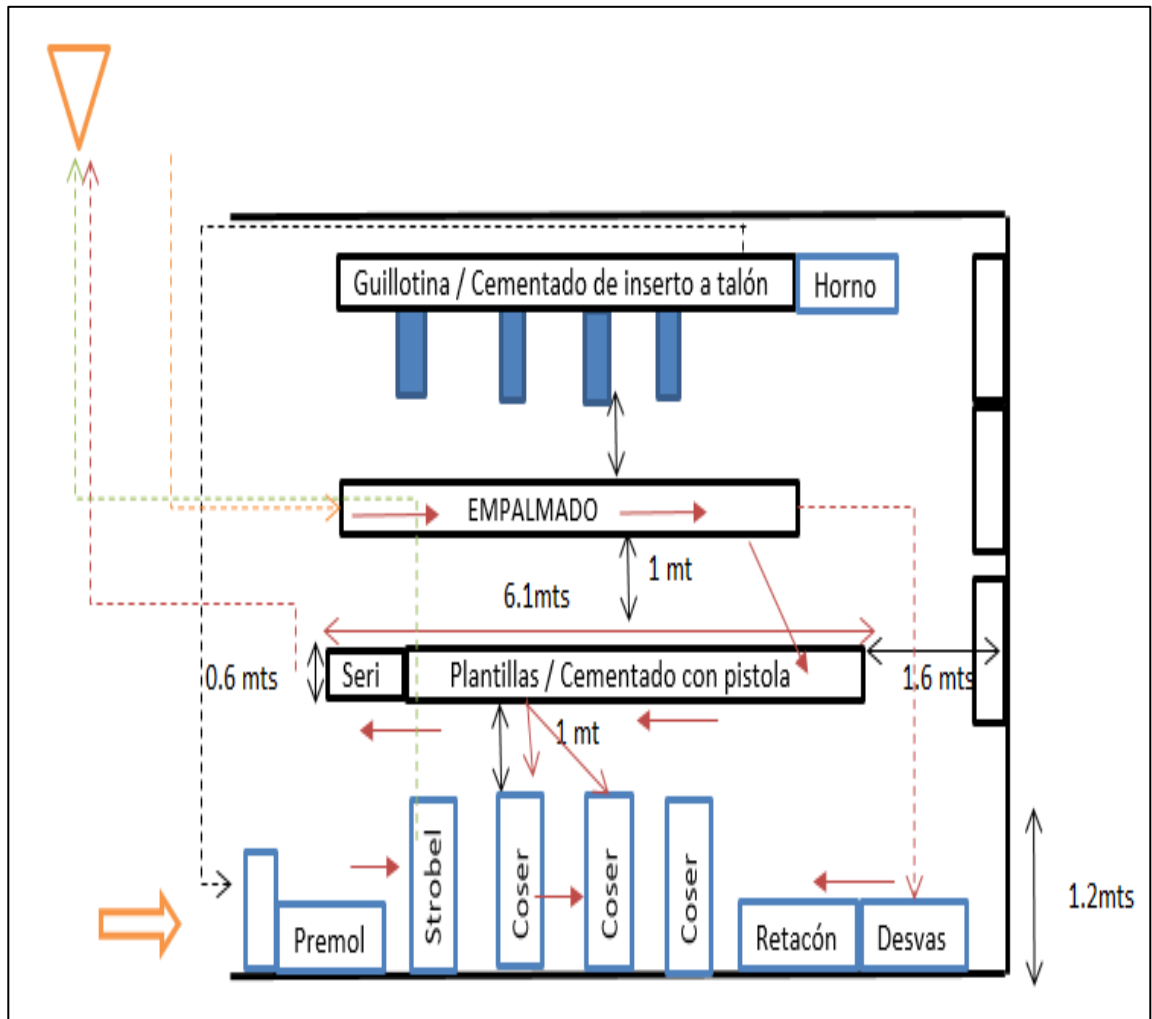 Guillotina / Cementado de inserto a talón
Horno
EMPALMADO
1 mt
6.1mts
0.6 mts
Seri
Plantillas / Cementado con pistola
1.6 mts
1 mt
Strobel
Coser
Coser
Coser
1.2mts
Premol
Retacón
Desvas